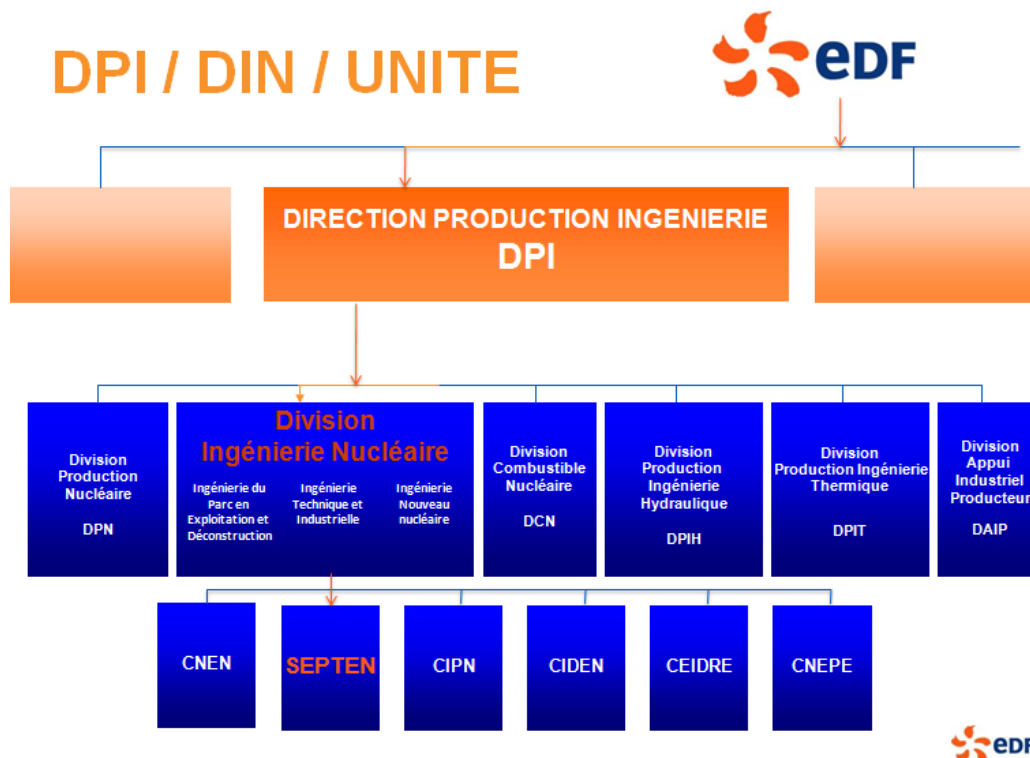 DPI / DIN / UNITE
eDF
DIRECTION PRODUCTION INGENIERIE
DPI
Division
Production
Nucléaire
DPN
Division
Ingénierie Nucléaire
Ingénierie du
Parc en
Exploitation et
Déconstruction
Ingénierie
Technique et
Industrielle
Ingénierie
Nouveau
nucléaire
Division
Combustible
Nucléaire
DCN
Division
Production
Ingénierie
Hydraulique
DPIH
Division
Production Ingénierie
Thermique
DPIT
Division
Appui
Industriel
Producteur
DAIP
CNEN
SEPTEN
CIPN
CIDEN
CEIDRE
CNEPE
eDF